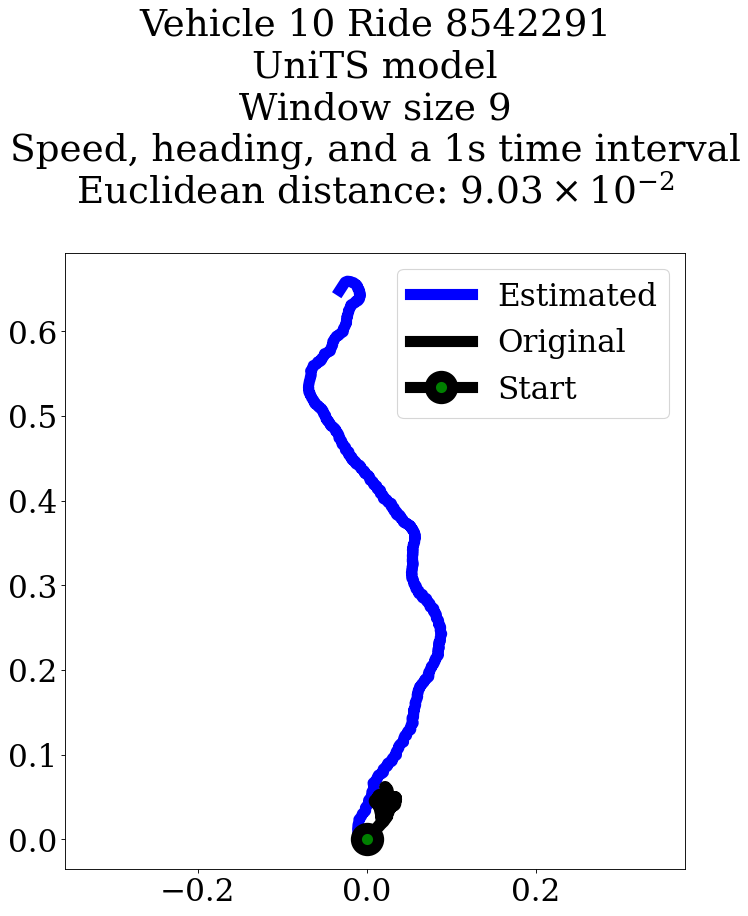 Vehicle 10 Ride 8542291
UniTS model
Window size 9
Speed, heading, and a 1s time interval
Euclidean distance: 9.03 × 10⁻²
Estimated
Original
Start
0.6
0.5
0.4
0.3
0.2
0.1
0.0
−0.2 0.0 0.2